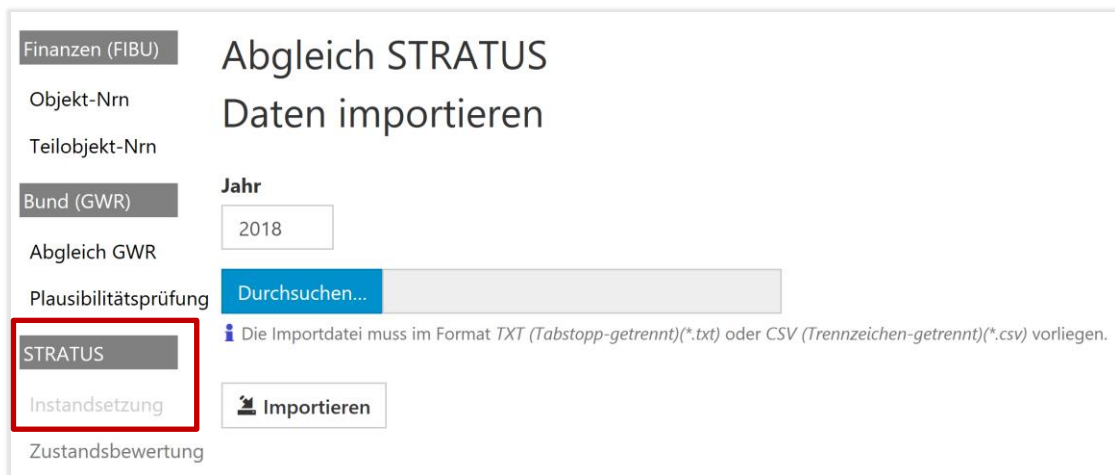 Finanzen (FIBU)
Objekt-Nrn
Teilobjekt-Nrn
Bund (GWR)
Abgleich GWR
Plausibilitätsprüfung
STRATUS
Instandsetzung
Zustandsbewertung
Abgleich STRATUS
Daten importieren
Jahr
2018
Durchsuchen...
Die Importdatei muss im Format TXT (Tabstopp-getrennt)(*.txt) oder CSV (Trennzeichen-getrennt)(*.csv) vorliegen.
Importieren